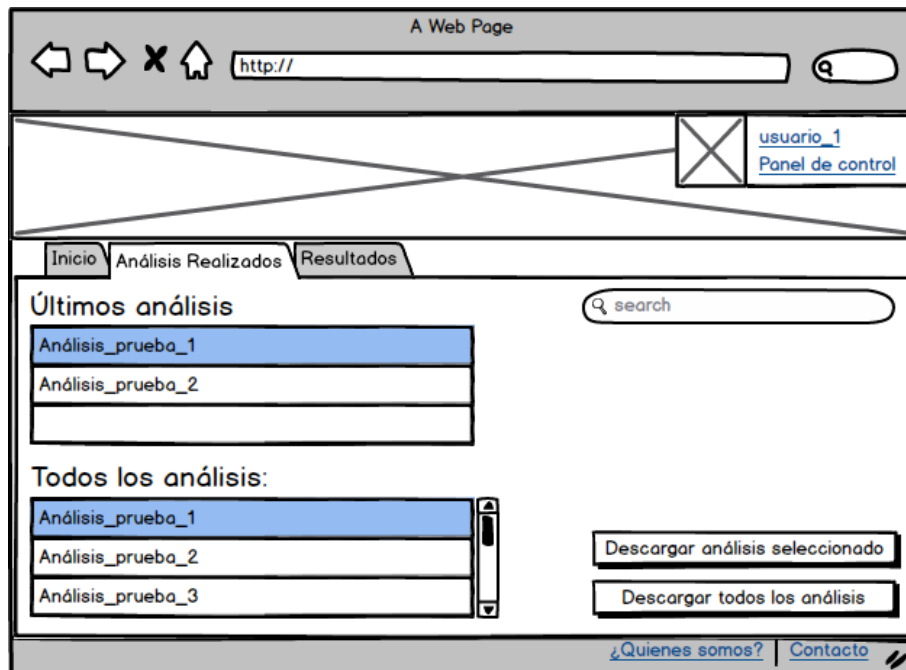 A Web Page
http://
usuario_1
Panel de control
Inicio
Análisis Realizados
Resultados
Últimos análisis
search
Análisis_prueba_1
Análisis_prueba_2
Todos los análisis:
Análisis_prueba_1
Análisis_prueba_2
Análisis_prueba_3
Descargar análisis seleccionado
Descargar todos los análisis
¿Quienes somos?
Contacto